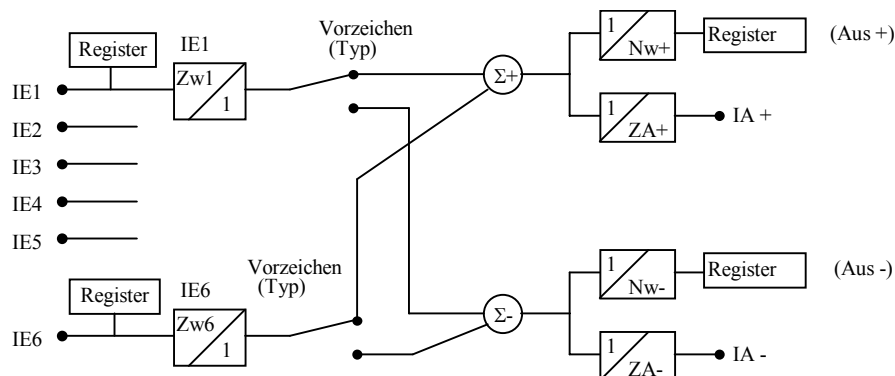 Register
IE1
Vorzeichen
(Typ)
1
Nw+
Register
(Aus +)
IE1
Zw1
1
Σ+
IE2
1
ZA+
IA +
IE3
IE4
IE5
Register
IE6
Vorzeichen
(Typ)
1
Nw-
Register
(Aus -)
IE6
Zw6
1
Σ-
1
ZA-
IA -